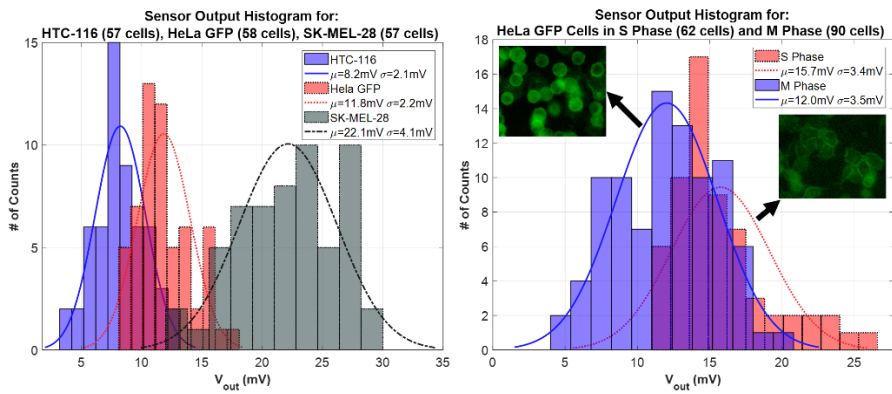 Sensor Output Histogram for:
HTC-116 (57 cells), HeLa GFP (58 cells), SK-MEL-28 (57 cells)
15
10
5
0
# of Counts
HTC-116
μ=8.2mV σ=2.1mV
Hela GFP
μ=11.8mV σ=2.2mV
SK-MEL-28
μ=22.1mV σ=4.1mV
5 10 15 20 25 30 35
Vout (mV)
Sensor Output Histogram for:
HeLa GFP Cells in S Phase (62 cells) and M Phase (90 cells)
18
16
14
12
10
8
6
4
2
0
# of Counts
S Phase
μ=15.7mV σ=3.4mV
M Phase
μ=12.0mV σ=3.5mV
0 5 10 15 20 25
Vout (mV)